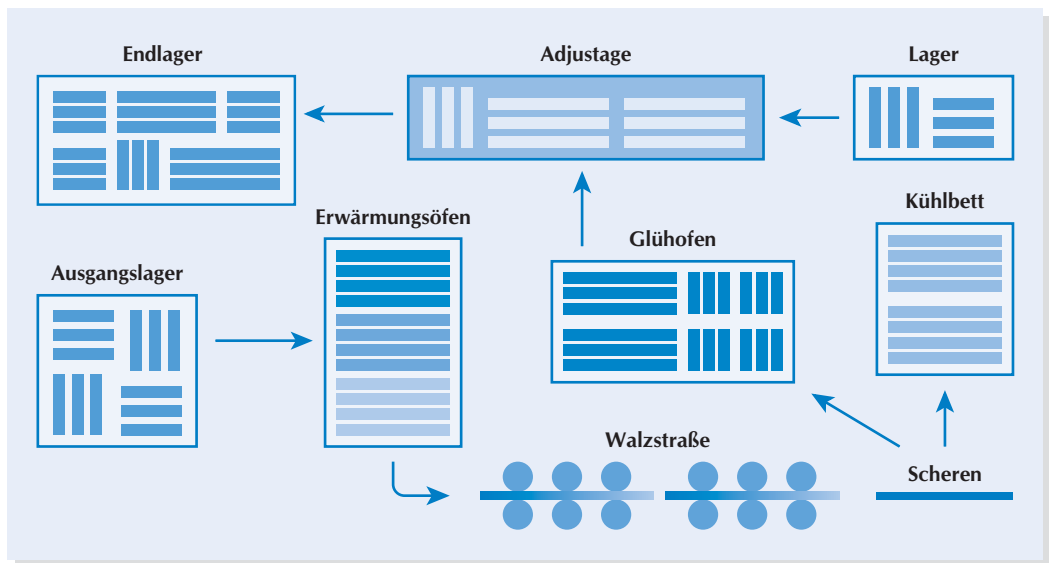 Endlager
Adjustage
Lager
Kühlbett
Erwärmungsöfen
Glühofen
Ausgangslager
Walzstraße
Scheren